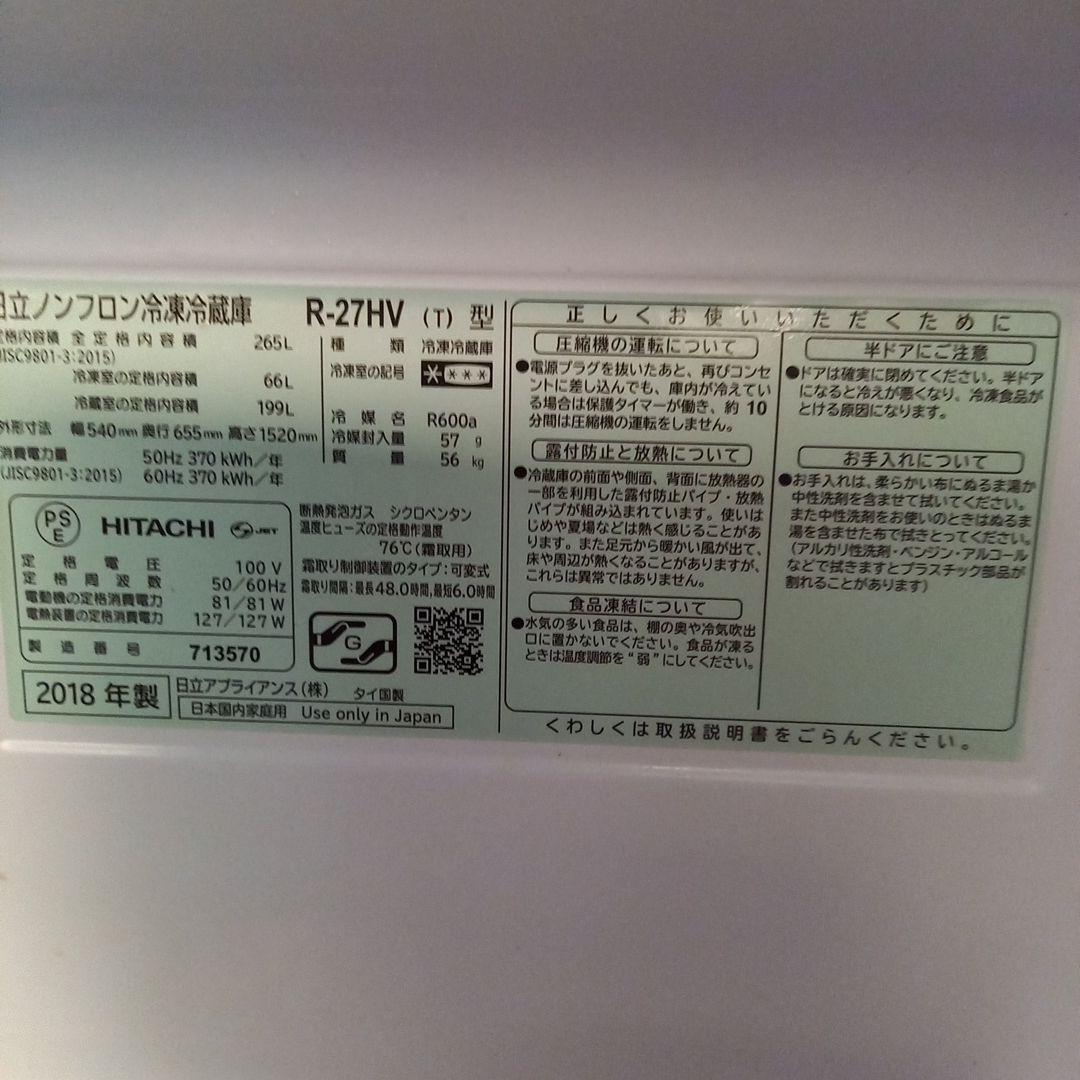 日立ノンフロン冷凍冷蔵庫 R-27HV (T) 型
定格内容積 全定格内容積 265L
(JISC9801-3:2015)
冷凍室の定格内容積 66L
冷蔵室の定格内容積 199L
外形寸法 幅540mm 奥行655mm 高さ1520mm
消費電力量 50Hz 370 kWh/年
(JISC9801-3:2015) 60Hz 370 kWh/年
種類 冷凍冷蔵庫
冷凍室の記号
冷媒名 R600a
冷媒封入量 57 g
質量 56 kg
PSE HITACHI JET
定格電圧 100 V
定格周波数 50/60Hz
電動機の定格消費電力 81/81 W
電熱装置の定格消費電力 127/127 W
製造番号 713570
断熱発泡ガス シクロペンタン
温度ヒューズの定格動作温度
76℃(霜取用)
霜取り制御装置のタイプ:可変式
霜取り間隔:最長48.0時間,最短6.0時間
G
2018 年製
日立アプライアンス(株) タイ国製
日本国内家庭用 Use only in Japan
正しくお使いいただくために
圧縮機の運転について
●電源プラグを抜いたあと、再びコンセ
ントに差し込んでも、庫内が冷えてい
る場合は保護タイマーが働き、約 10
分間は圧縮機の運転をしません。
露付防止と放熱について
●冷蔵庫の前面や側面、背面に放熱器の
一部を利用した露付防止パイプ・放熱
パイプが組み込まれています。使いは
じめや夏場などは熱く感じることがあ
ります。また足元から暖かい風が出て、
床や周辺が熱くなることがありますが、
これらは異常ではありません。
食品凍結について
●水気の多い食品は、棚の奥や冷気吹出
口に置かないでください。食品が凍る
ときは温度調節を“弱”にしてください。
半ドアにご注意
●ドアは確実に閉めてください。半ドア
になると冷えが悪くなり、冷凍食品が
とける原因になります。
お手入れについて
●お手入れは、柔らかい布にぬるま湯か
中性洗剤を含ませて拭いてください。
また中性洗剤をお使いのときはぬるま
湯を含ませた布で拭きとってください。
(アルカリ性洗剤・ベンジン・アルコール
などで拭きますとプラスチック部品が
割れることがあります)
くわしくは取扱説明書をごらんください。